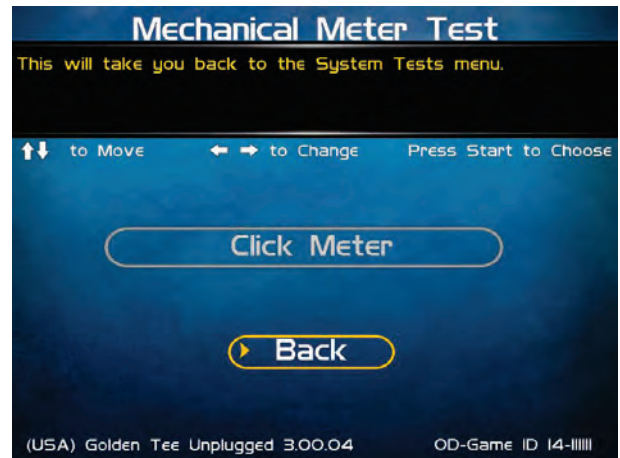 Mechanical Meter Test
This will take you back to the System Tests menu.
to Move to Change Press Start to Choose
Click Meter
Back
(USA) Golden Tee Unplugged 3.00.04 OD-Game ID 14-111111